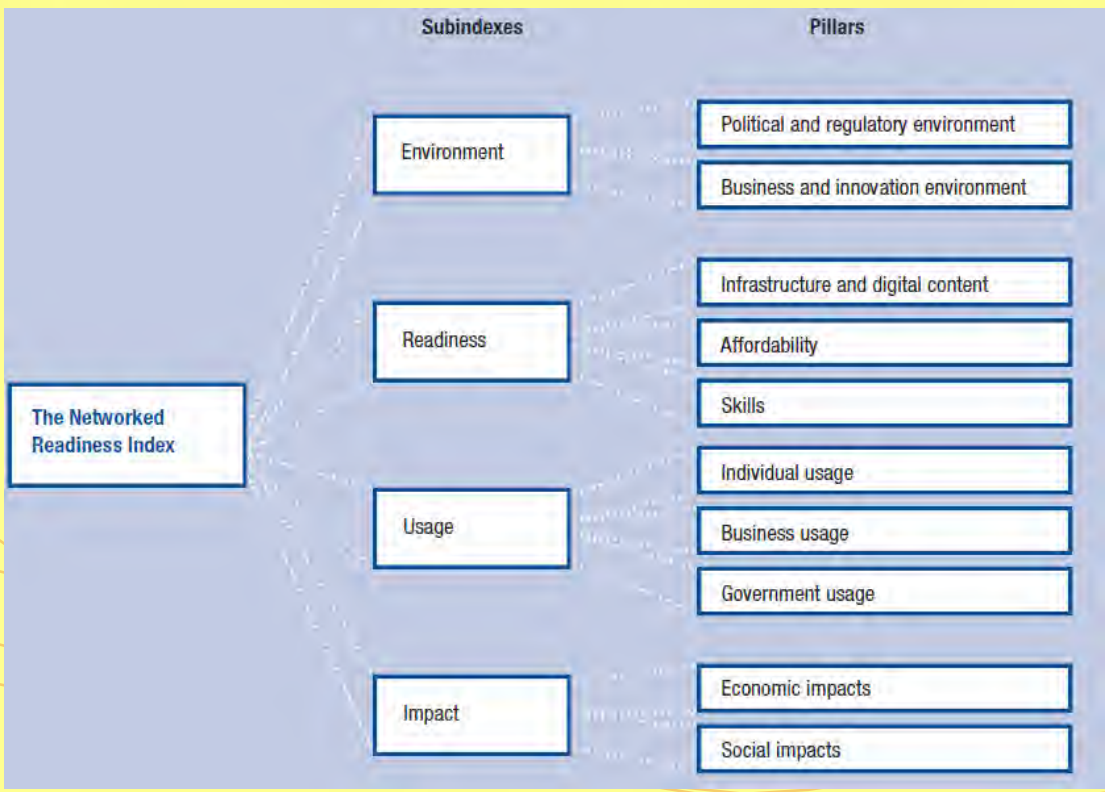 Subindexes
Pillars
The Networked
Readiness Index
Environment
Political and regulatory environment
Business and innovation environment
Readiness
Infrastructure and digital content
Affordability
Skills
Usage
Individual usage
Business usage
Government usage
Impact
Economic impacts
Social impacts